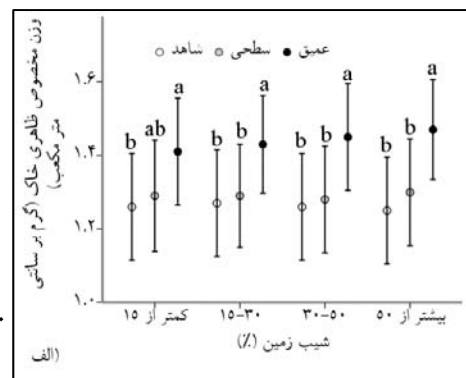 وزن مخصوص ظاهری خاک (گرم بر سانتی
متر مکعب)
شاهد سطحی عمیق
۱.۶
۱.۴
۱.۲
۱.۰
b ab a
b b a
b b a
b b a
کمتر از ۱۵ ۱۵-۳۰ ۳۰-۵۰ بیشتر از ۵۰
شیب زمین (٪)
الف)